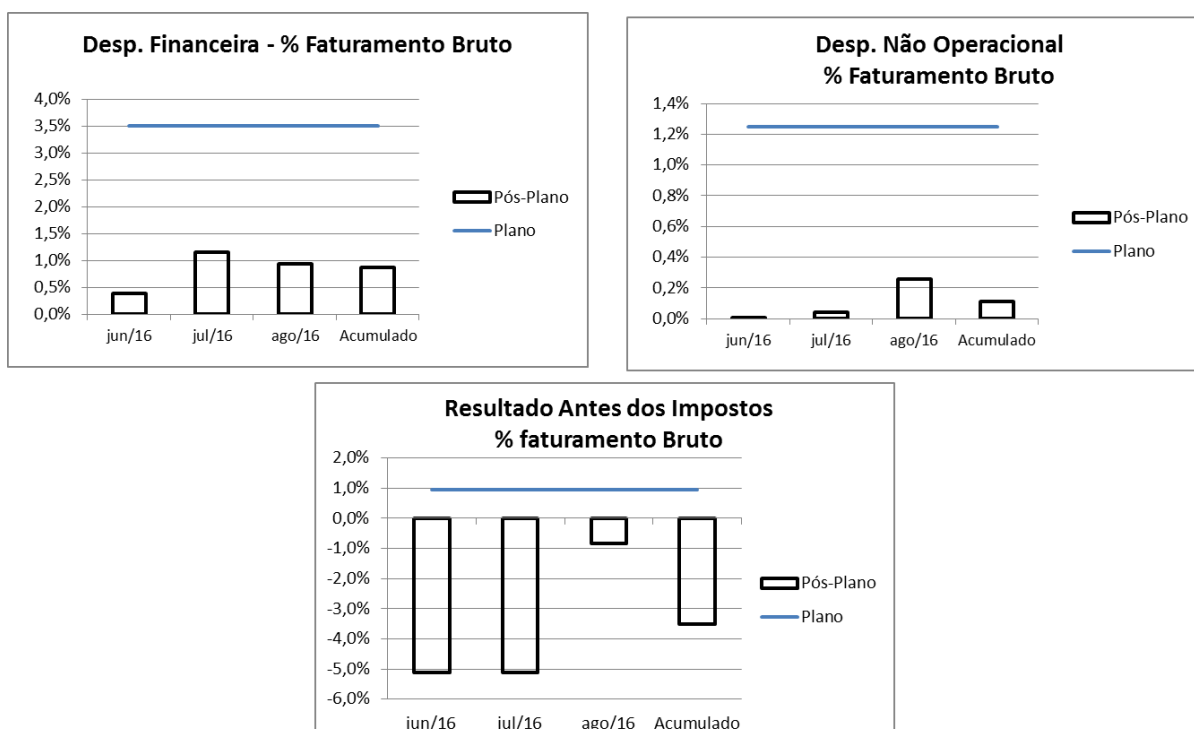 Desp. Financeira - % Faturamento Bruto
4,0%
3,5%
3,0%
2,5%
2,0%
1,5%
1,0%
0,5%
0,0%
jun/16 jul/16 ago/16 Acumulado
Pós-Plano
Plano
Desp. Não Operacional
% Faturamento Bruto
1,4%
1,2%
1,0%
0,8%
0,6%
0,4%
0,2%
0,0%
jun/16 jul/16 ago/16 Acumulado
Pós-Plano
Plano
Resultado Antes dos Impostos
% faturamento Bruto
2,0%
1,0%
0,0%
-1,0%
-2,0%
-3,0%
-4,0%
-5,0%
-6,0%
jun/16 jul/16 ago/16 Acumulado
Pós-Plano
Plano